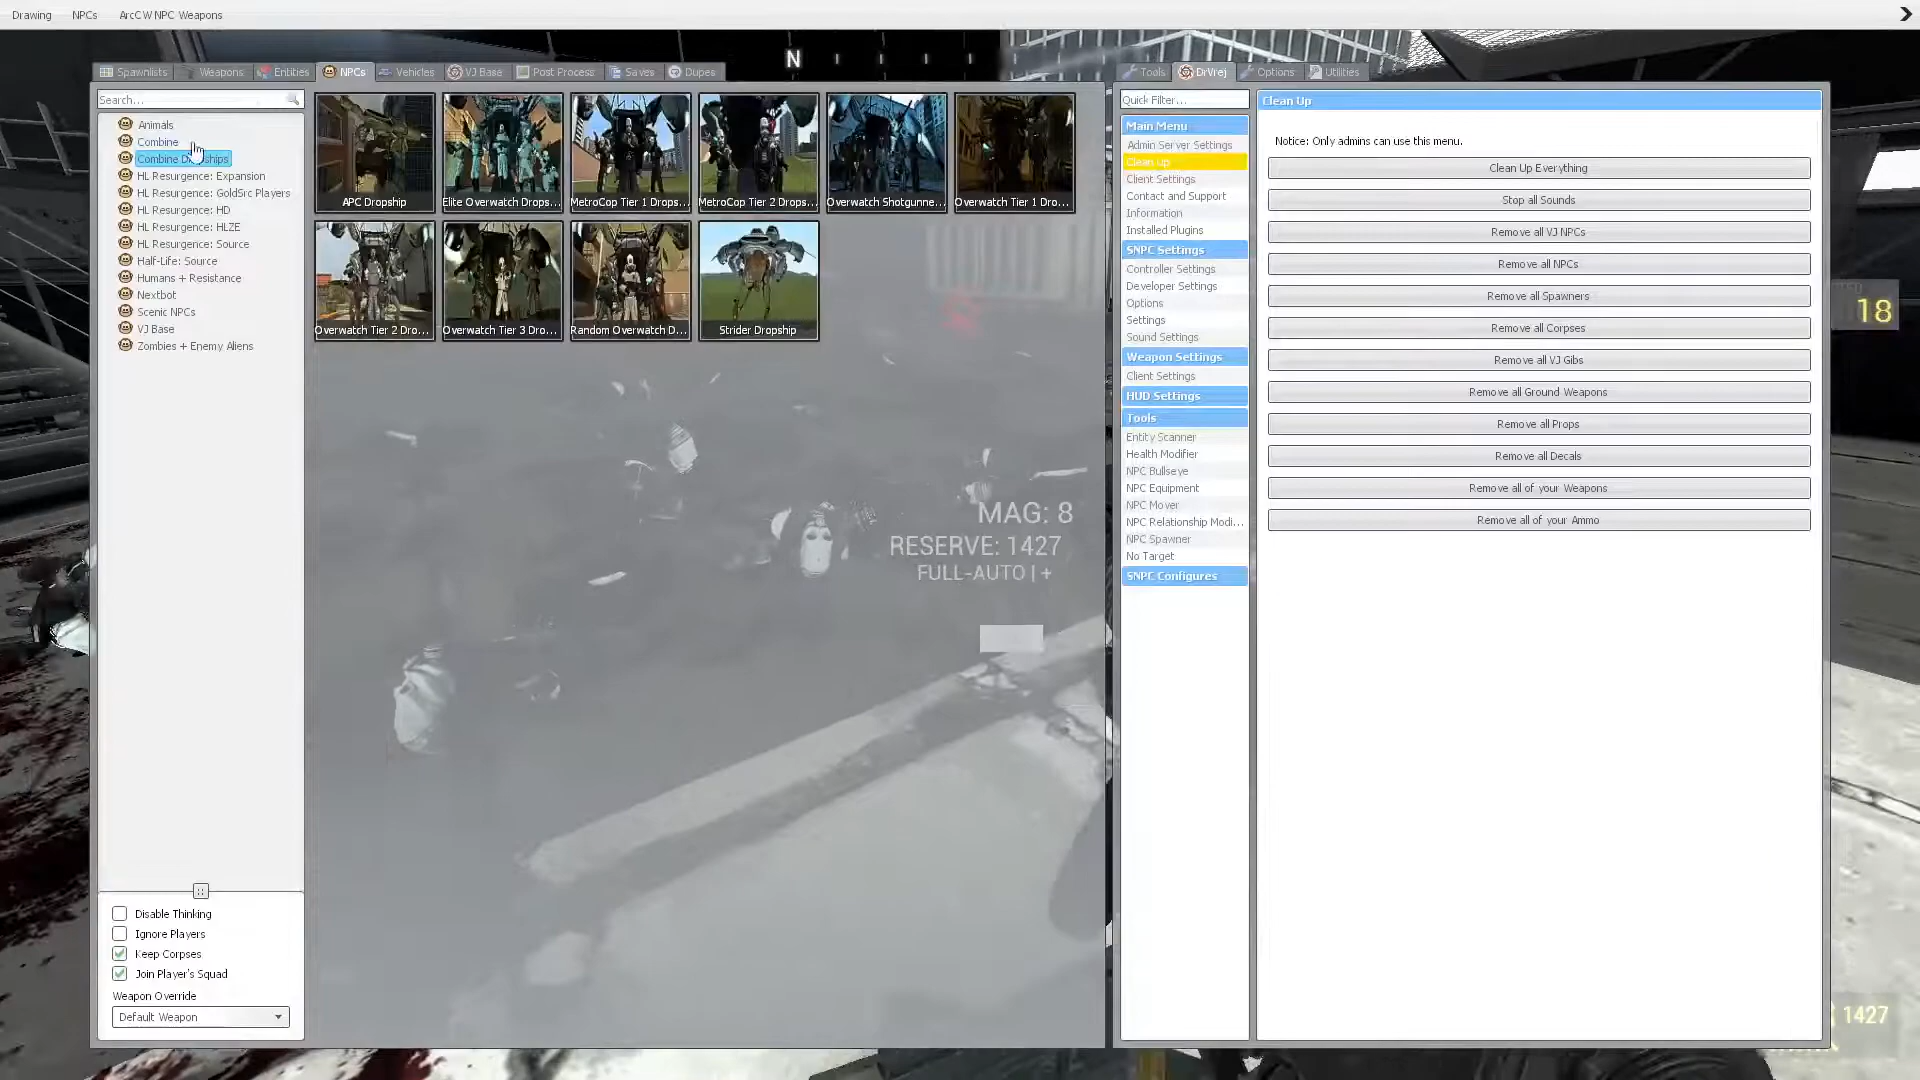 Drawing NPCs ArcCW NPC Weapons
N
Spawnlists Weapons Entities NPCs Vehicles VJ Base Post Process Saves Dupes
Search...
Animals
Combine
Combine Dropships
HL Resurgence: Expansion
HL Resurgence: GoldSrc Players
HL Resurgence: HD
HL Resurgence: HLZE
HL Resurgence: Source
Half-Life: Source
Humans + Resistance
Nextbot
Scenic NPCs
VJ Base
Zombies + Enemy Aliens
Disable Thinking
Ignore Players
Keep Corpses
Join Player's Squad
Weapon Override
Default Weapon
APC Dropship
Elite Overwatch Drops...
MetroCop Tier 1 Drops...
MetroCop Tier 2 Drops...
Overwatch Shotgunne...
Overwatch Tier 1 Dro...
Overwatch Tier 2 Dro...
Overwatch Tier 3 Dro...
Random Overwatch D...
Strider Dropship
MAG: 8
RESERVE: 1427
FULL-AUTO | +
Tools DrVrej Options Utilities
Quick Filter...
Main Menu
Admin Server Settings
Clean Up
Client Settings
Contact and Support
Information
Installed Plugins
SNPC Settings
Controller Settings
Developer Settings
Options
Settings
Sound Settings
Weapon Settings
Client Settings
HUD Settings
Tools
Entity Scanner
Health Modifier
NPC Bullseye
NPC Equipment
NPC Mover
NPC Relationship Modi...
NPC Spawner
No Target
SNPC Configures
Clean Up
Notice: Only admins can use this menu.
Clean Up Everything
Stop all Sounds
Remove all VJ NPCs
Remove all NPCs
Remove all Spawners
Remove all Corpses
Remove all VJ Gibs
Remove all Ground Weapons
Remove all Props
Remove all Decals
Remove all of your Weapons
Remove all of your Ammo
18
1427